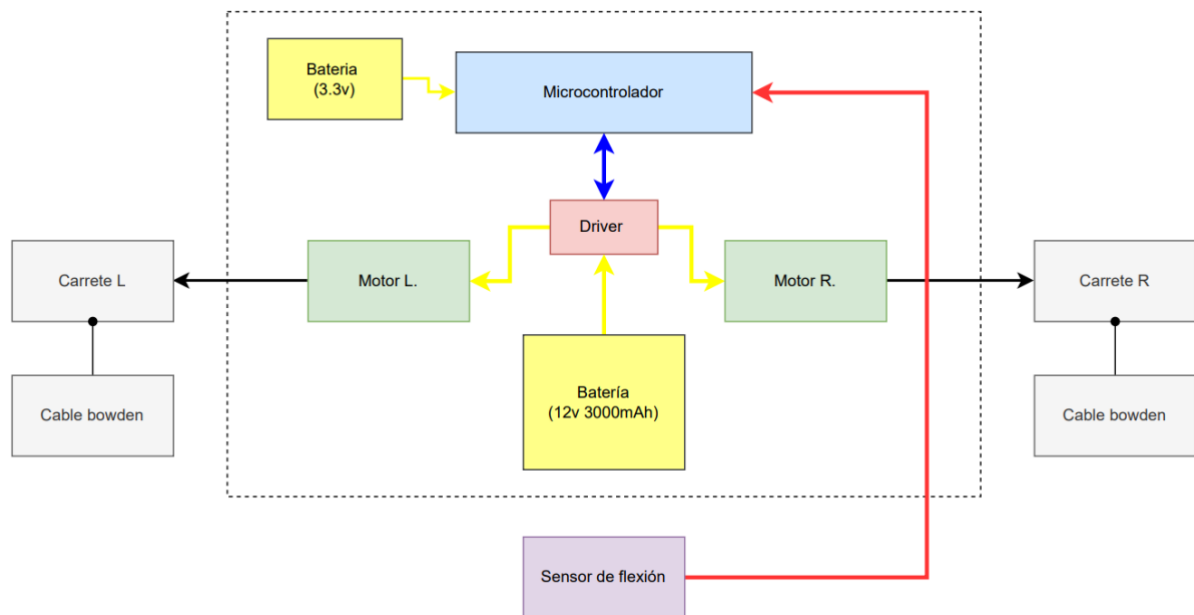 Bateria
(3.3v)
Microcontrolador
Driver
Carrete L
Motor L.
Motor R.
Carrete R
Cable bowden
Batería
(12v 3000mAh)
Cable bowden
Sensor de flexión